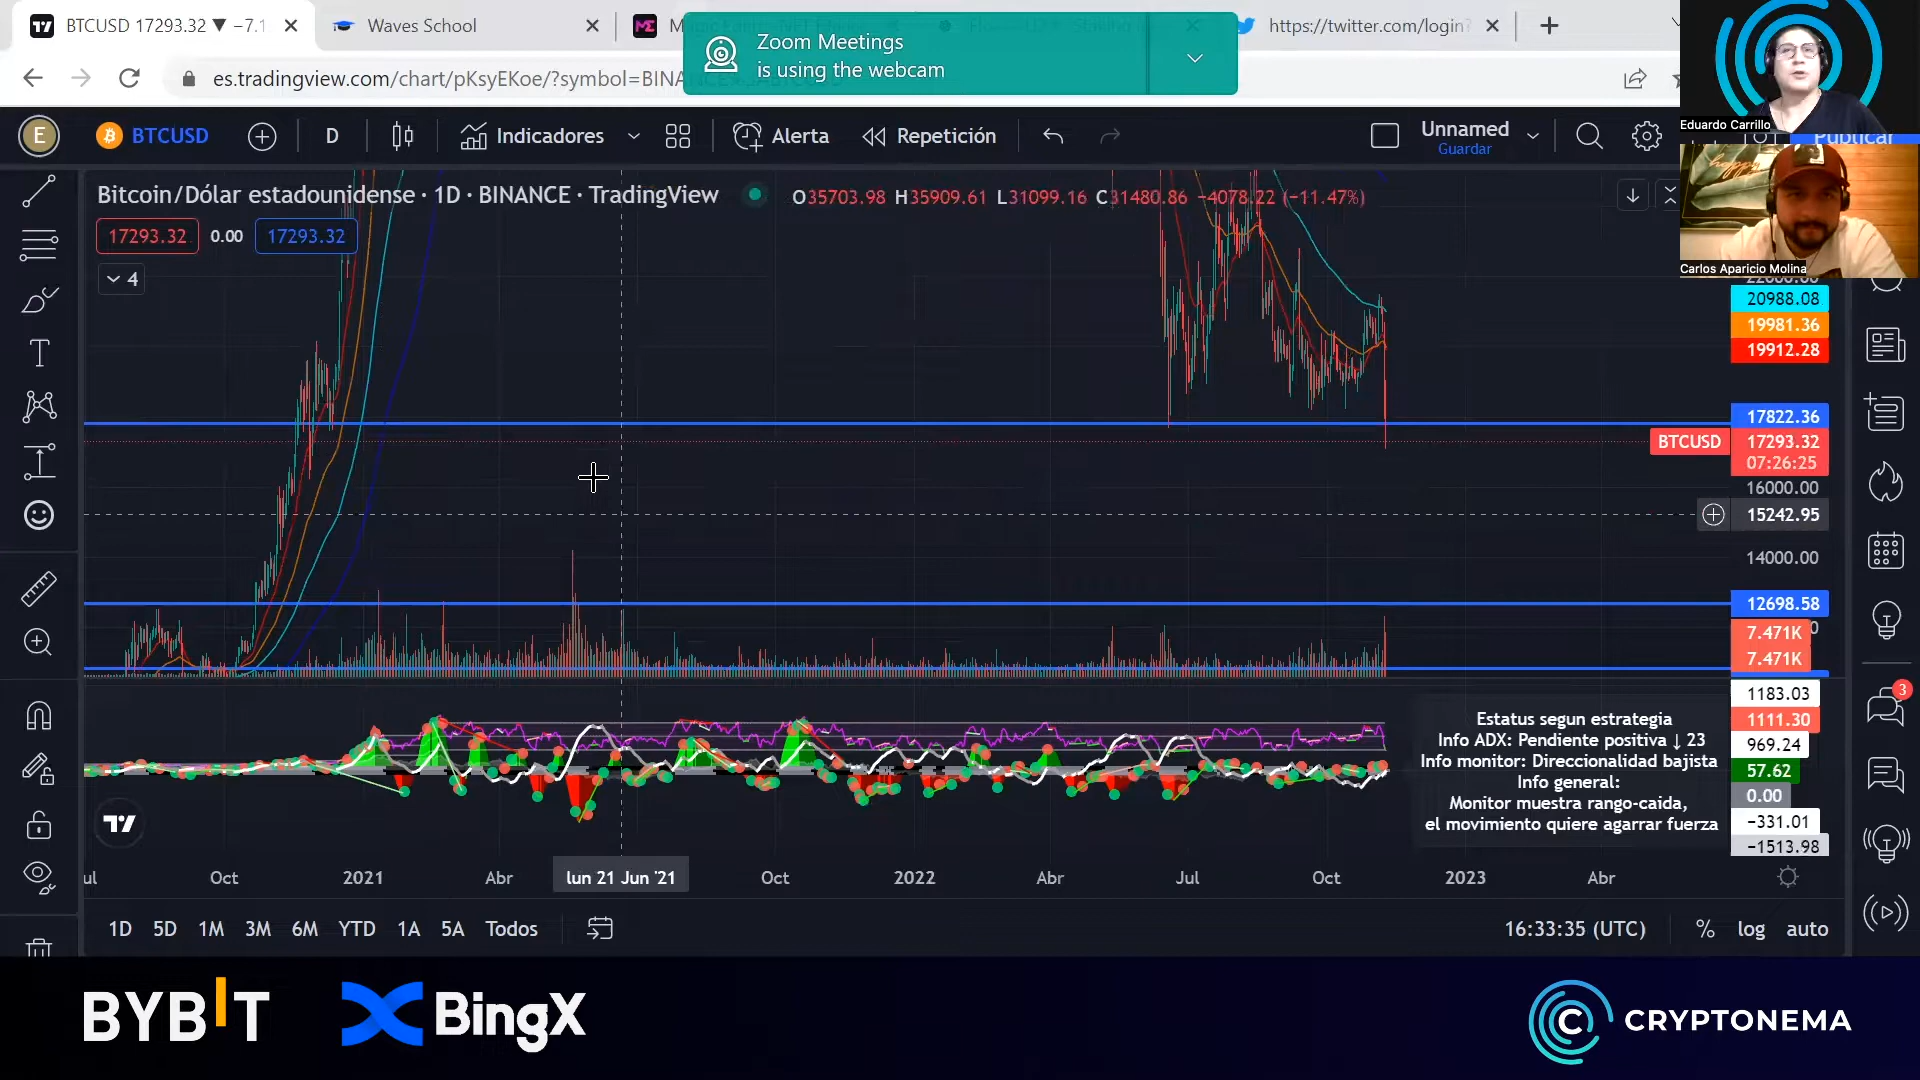 BTCUSD 17293.32 ▼ −7.1
Waves School
https://twitter.com/login?
Zoom Meetings
is using the webcam
es.tradingview.com/chart/pKsyEKoe/?symbol=BINAN
E
BTCUSD
D
Indicadores
Alerta
Repetición
Unnamed
Guardar
Publicar
Eduardo Carrillo
Carlos Aparicio Molina
Bitcoin/Dólar estadounidense · 1D · BINANCE · TradingView
O35703.98 H35909.61 L31099.16 C31480.86 −4078.22 (−11.47%)
17293.32 0.00 17293.32
4
22000.00
20988.08
19981.36
19912.28
17822.36
BTCUSD 17293.32
07:26:25
16000.00
15242.95
14000.00
12698.58
7.471K
7.471K
1183.03
1111.30
969.24
57.62
0.00
−331.01
−1513.98
3
Estatus segun estrategia
Info ADX: Pendiente positiva ↓ 23
Info monitor: Direccionalidad bajista
Info general:
Monitor muestra rango-caida,
el movimiento quiere agarrar fuerza
ul Oct 2021 Abr lun 21 Jun '21 Oct 2022 Abr Jul Oct 2023 Abr
1D 5D 1M 3M 6M YTD 1A 5A Todos
16:33:35 (UTC) % log auto
BYBIT
BingX
CRYPTONEMA